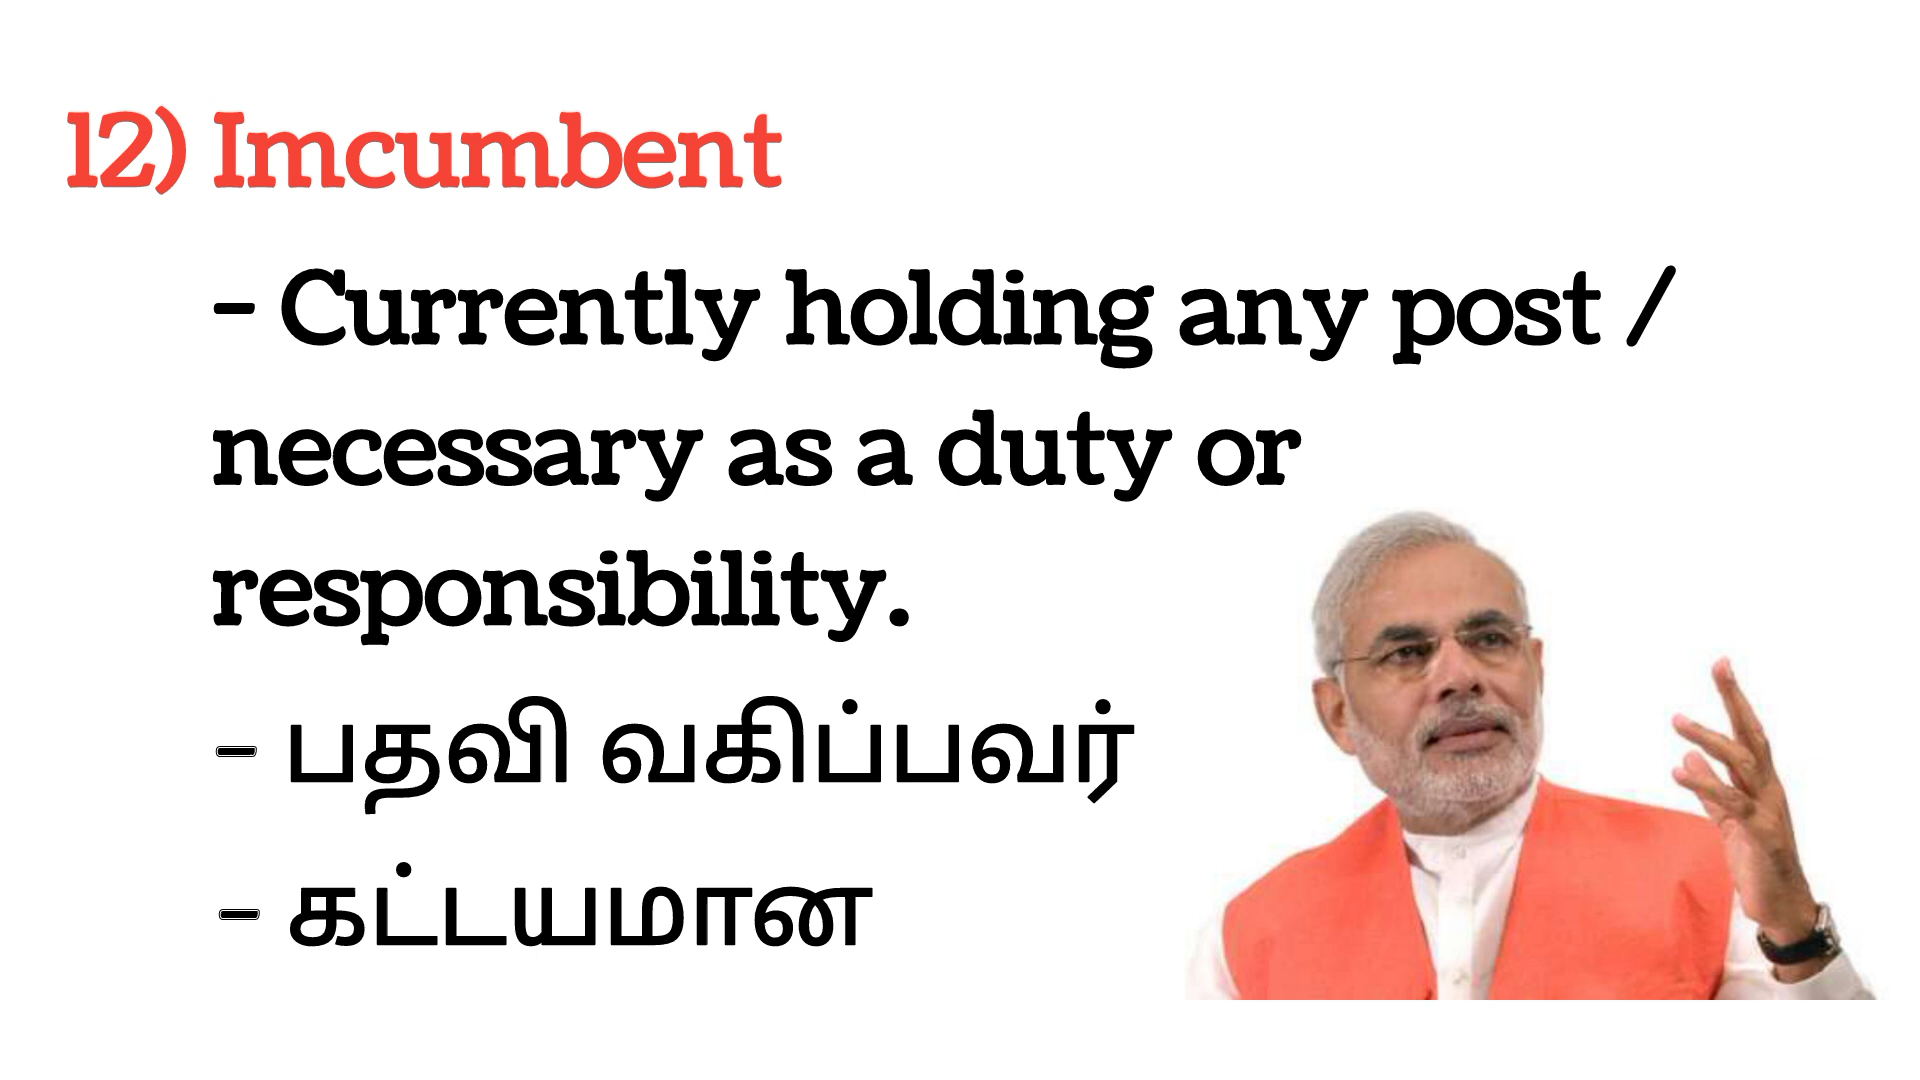 12) Imcumbent
- Currently holding any post /
necessary as a duty or
responsibility.
- பதவி வகிப்பவர்
- கட்டயமான